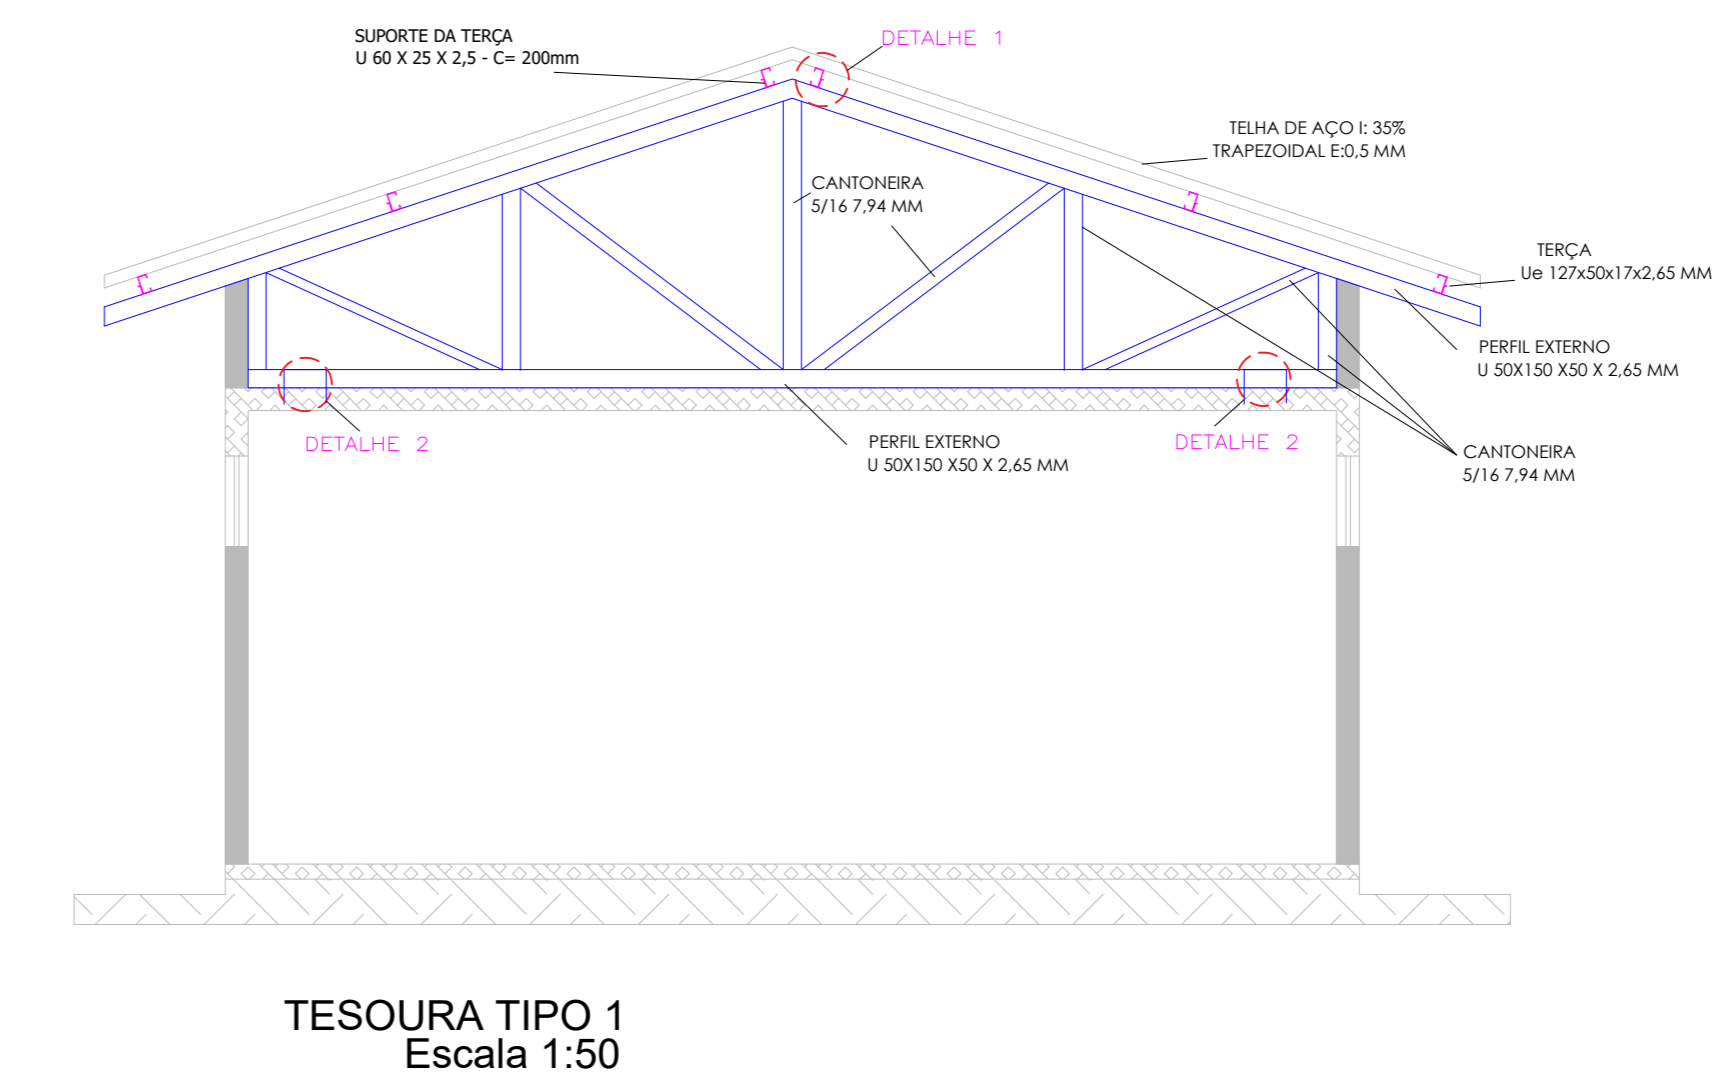 SUPORTE DA TERÇA
U 60 X 25 X 2,5 - C= 200mm
DETALHE 1
TELHA DE AÇO I: 35%
TRAPEZOIDAL E:0,5 MM
CANTONEIRA
5/16 7,94 MM
TERÇA
Ue 127x50x17x2,65 MM
PERFIL EXTERNO
U 50X150 X50 X 2,65 MM
DETALHE 2
PERFIL EXTERNO
U 50X150 X50 X 2,65 MM
DETALHE 2
CANTONEIRA
5/16 7,94 MM
TESOURA TIPO 1
Escala 1:50